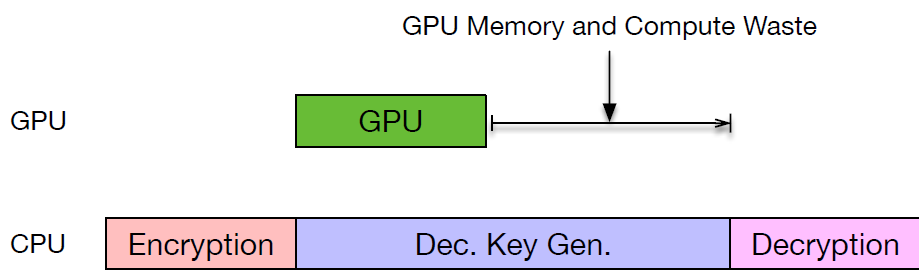 GPU Memory and Compute Waste
GPU
GPU
CPU
Encryption
Dec. Key Gen.
Decryption